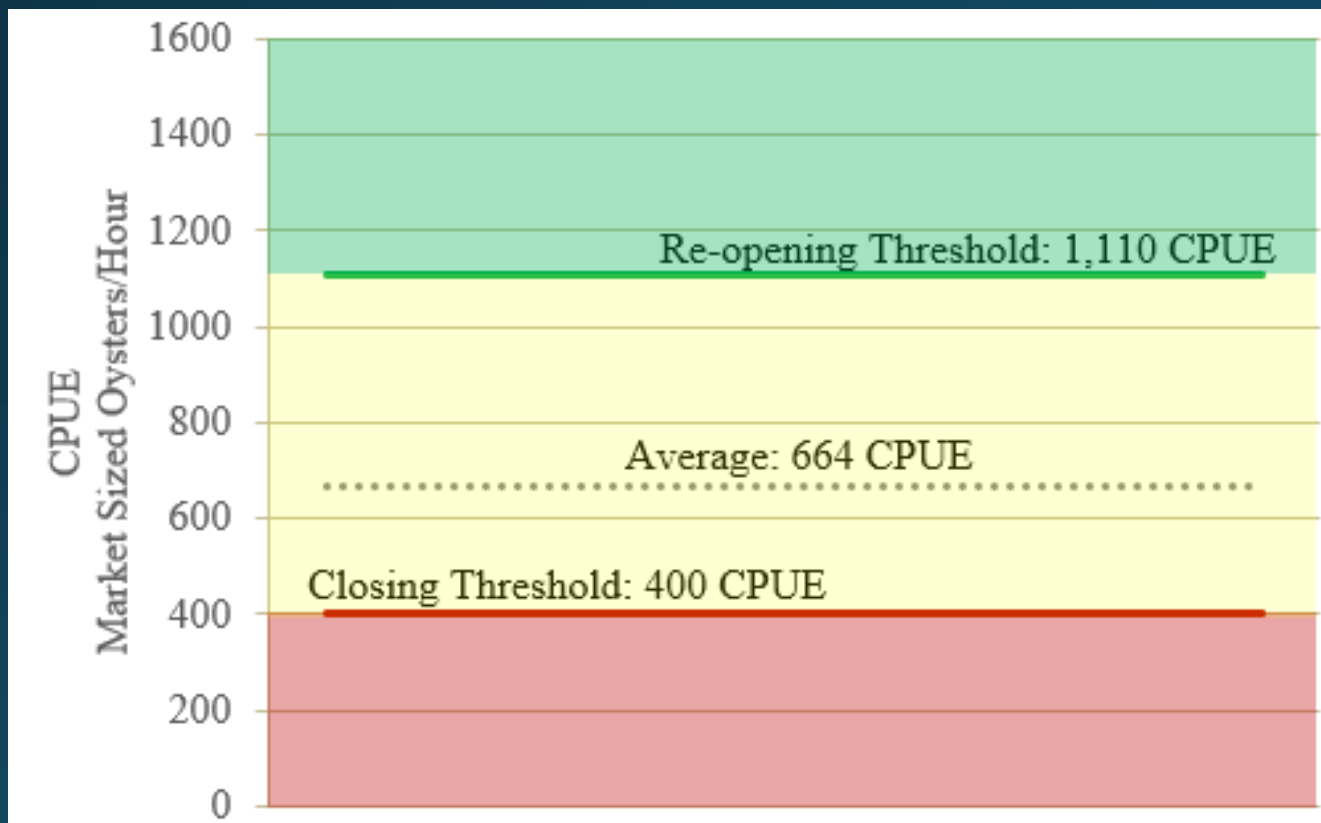 1600
1400
1200
1000
800
600
400
200
0
CPUE
Market Sized Oysters/Hour
Re-opening Threshold: 1,110 CPUE
Average: 664 CPUE
Closing Threshold: 400 CPUE